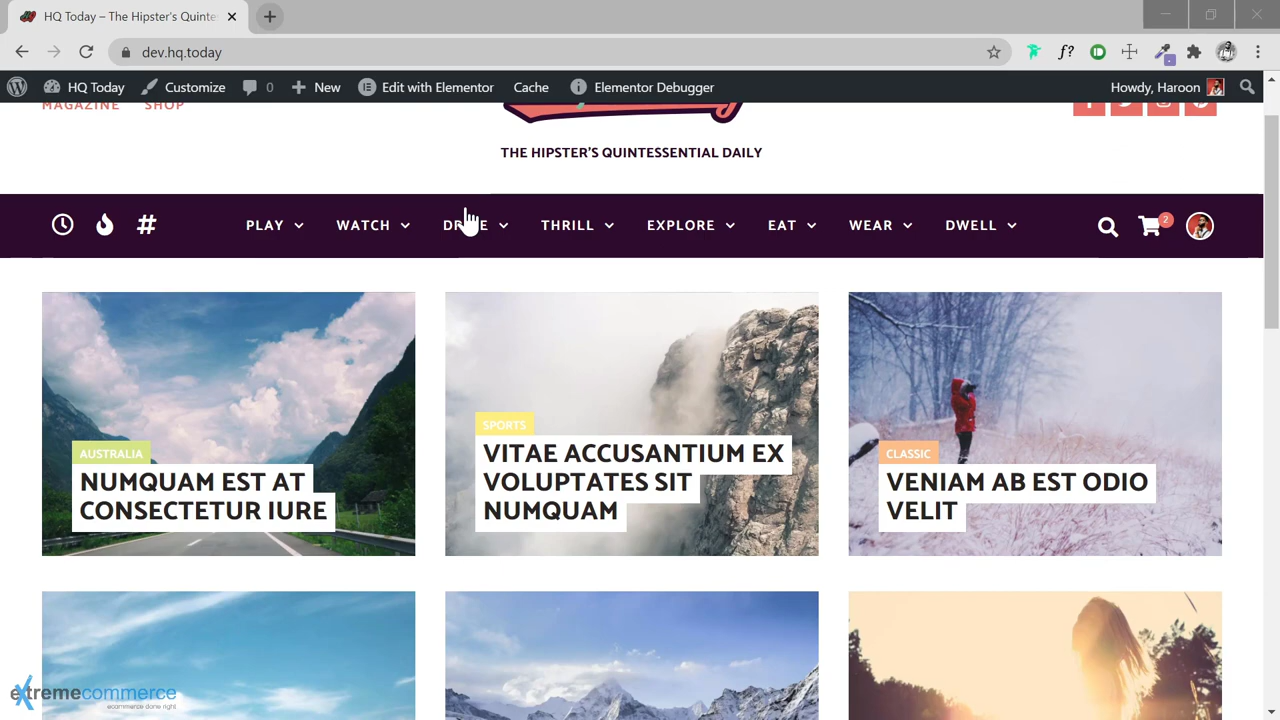 HQ Today – The Hipster's Quinte
dev.hq.today
f?
HQ Today
Customize
0
New
Edit with Elementor
Cache
Elementor Debugger
Howdy, Haroon
MAGAZINE
SHOP
THE HIPSTER'S QUINTESSENTIAL DAILY
#
PLAY
WATCH
THRILL
EXPLORE
EAT
WEAR
DWELL
2
AUSTRALIA
NUMQUAM EST AT
CONSECTETUR IURE
SPORTS
VITAE ACCUSANTIUM EX
VOLUPTATES SIT
NUMQUAM
CLASSIC
VENIAM AB EST ODIO
VELIT
extremecommerce
ecommerce done right